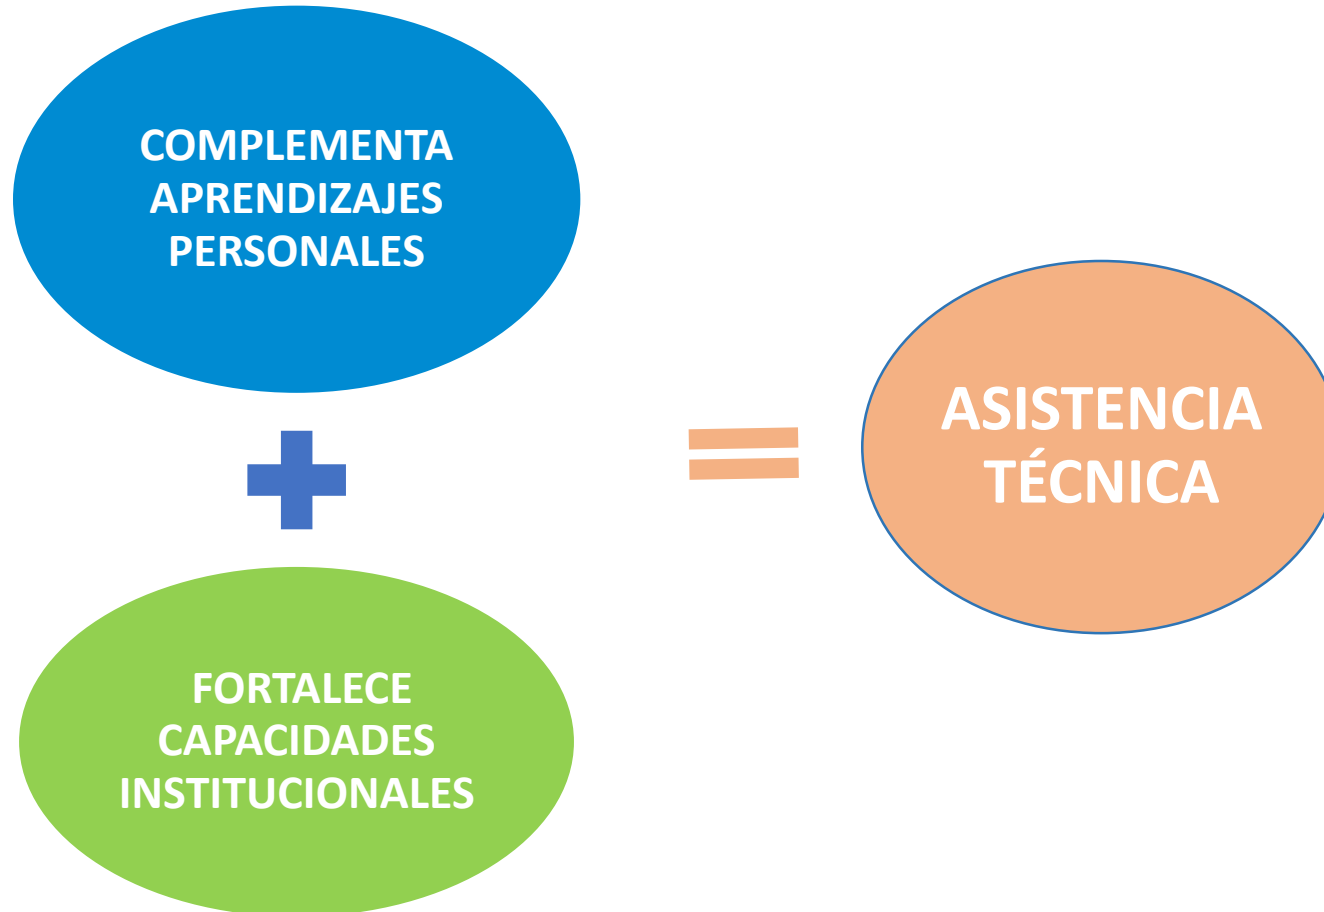 COMPLEMENTA
APRENDIZAJES
PERSONALES
FORTALECE
CAPACIDADES
INSTITUCIONALES
ASISTENCIA
TÉCNICA